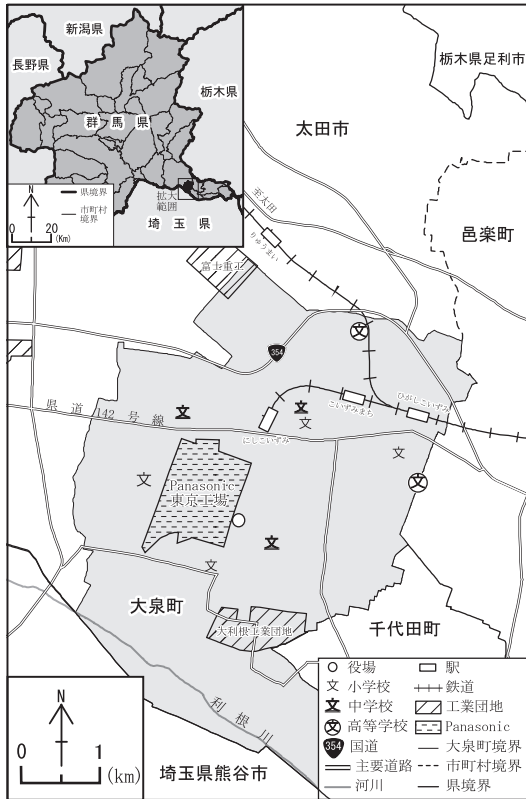 新潟県
長野県
栃木県
群馬県
埼玉県
拡大
範囲
N
0 20
(Km)
県境界
市町村
境界
栃木県足利市
太田市
邑楽町
至太田
りゅうまい
富士重工
354
文
県道142号線
文
文
こいずみまち
ひがしこいずみ
にしこいずみ
文
文
文
Panasonic
東京工場
文
文
大泉町
大利根工業団地
千代田町
利根川
埼玉県熊谷市
N
0 1
(km)
役場
文 小学校
文 中学校
文 高等学校
354 国道
主要道路
河川
駅
鉄道
工業団地
Panasonic
大泉町境界
市町村境界
県境界